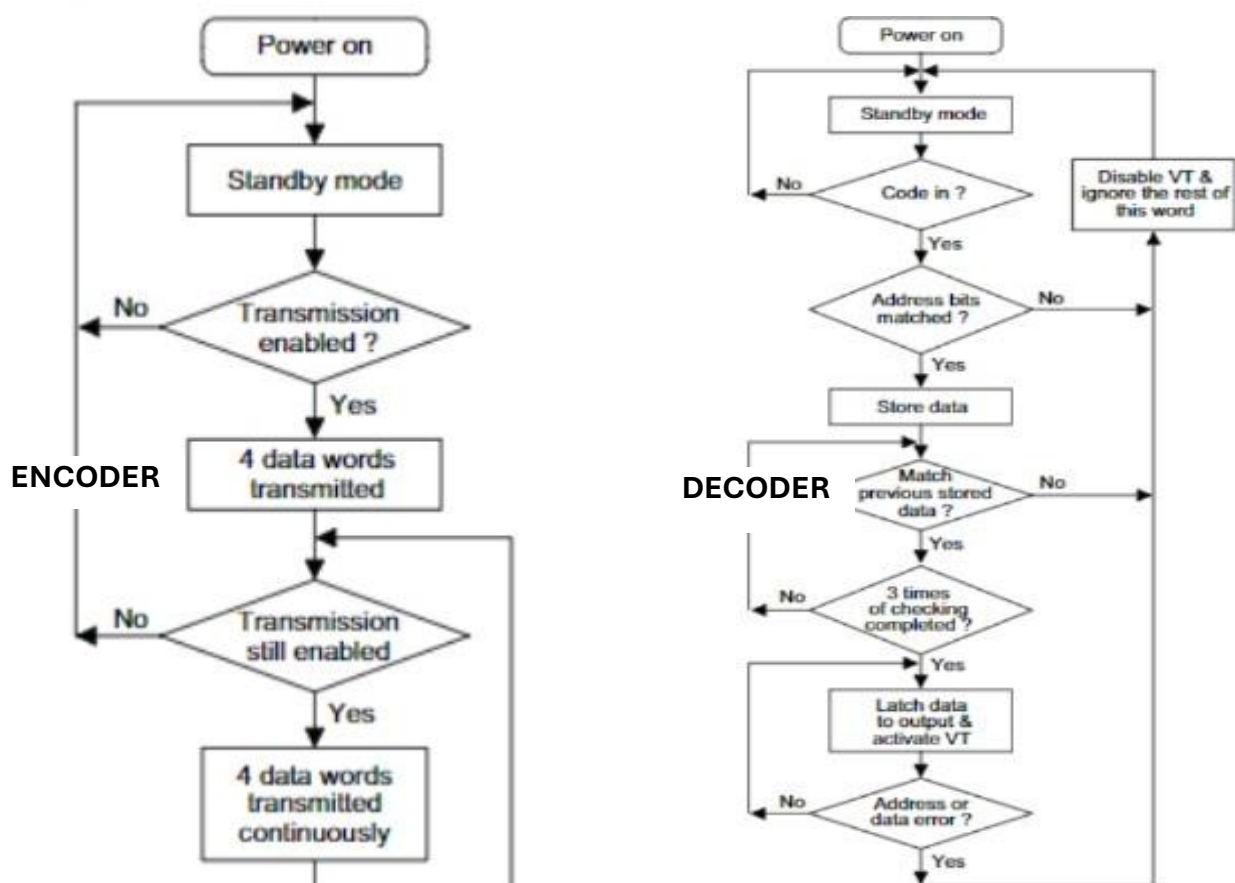 Power on
Standby mode
No
Transmission
enabled ?
Yes
4 data words
transmitted
ENCODER
No
Transmission
still enabled
Yes
4 data words
transmitted
continuously
Power on
Standby mode
No
Code in ?
Yes
Disable VT &
ignore the rest of
this word
Address bits
matched ?
No
Yes
Store data
DECODER
Match
previous stored
data ?
No
Yes
No
3 times
of checking
completed ?
Yes
Latch data
to output &
activate VT
No
Address or
data error ?
Yes